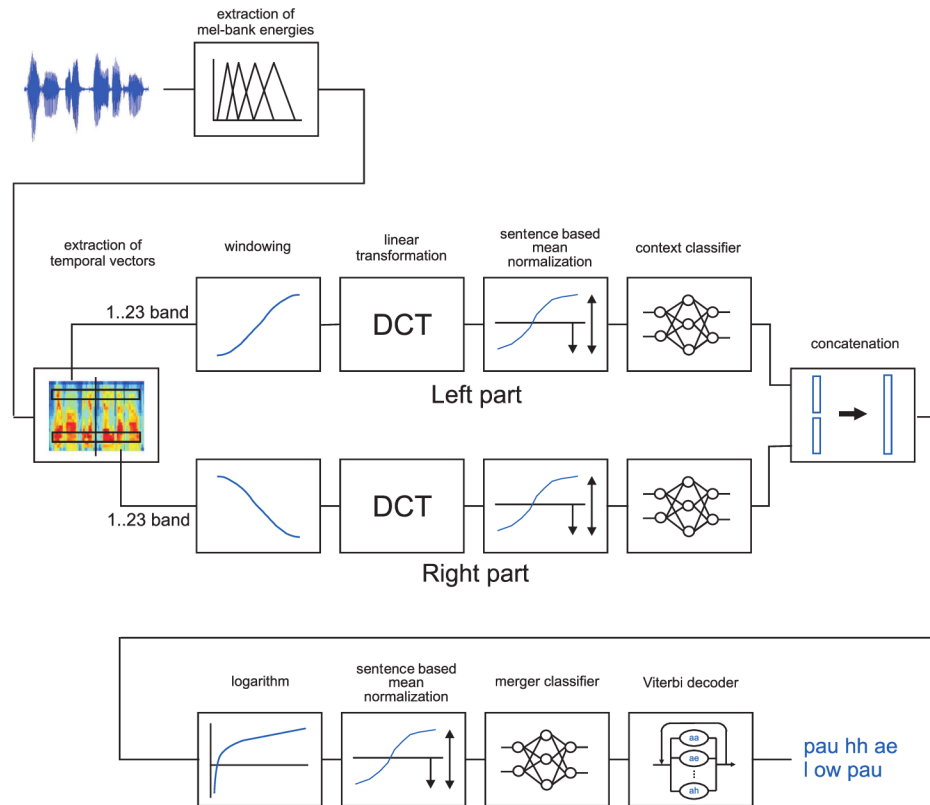 extraction of
mel-bank energies
extraction of
temporal vectors
windowing
linear
transformation
sentence based
mean
normalization
context classifier
1..23 band
DCT
concatenation
Left part
1..23 band
DCT
Right part
logarithm
sentence based
mean
normalization
merger classifier
Viterbi decoder
aa
ae
ah
pau hh ae
l ow pau